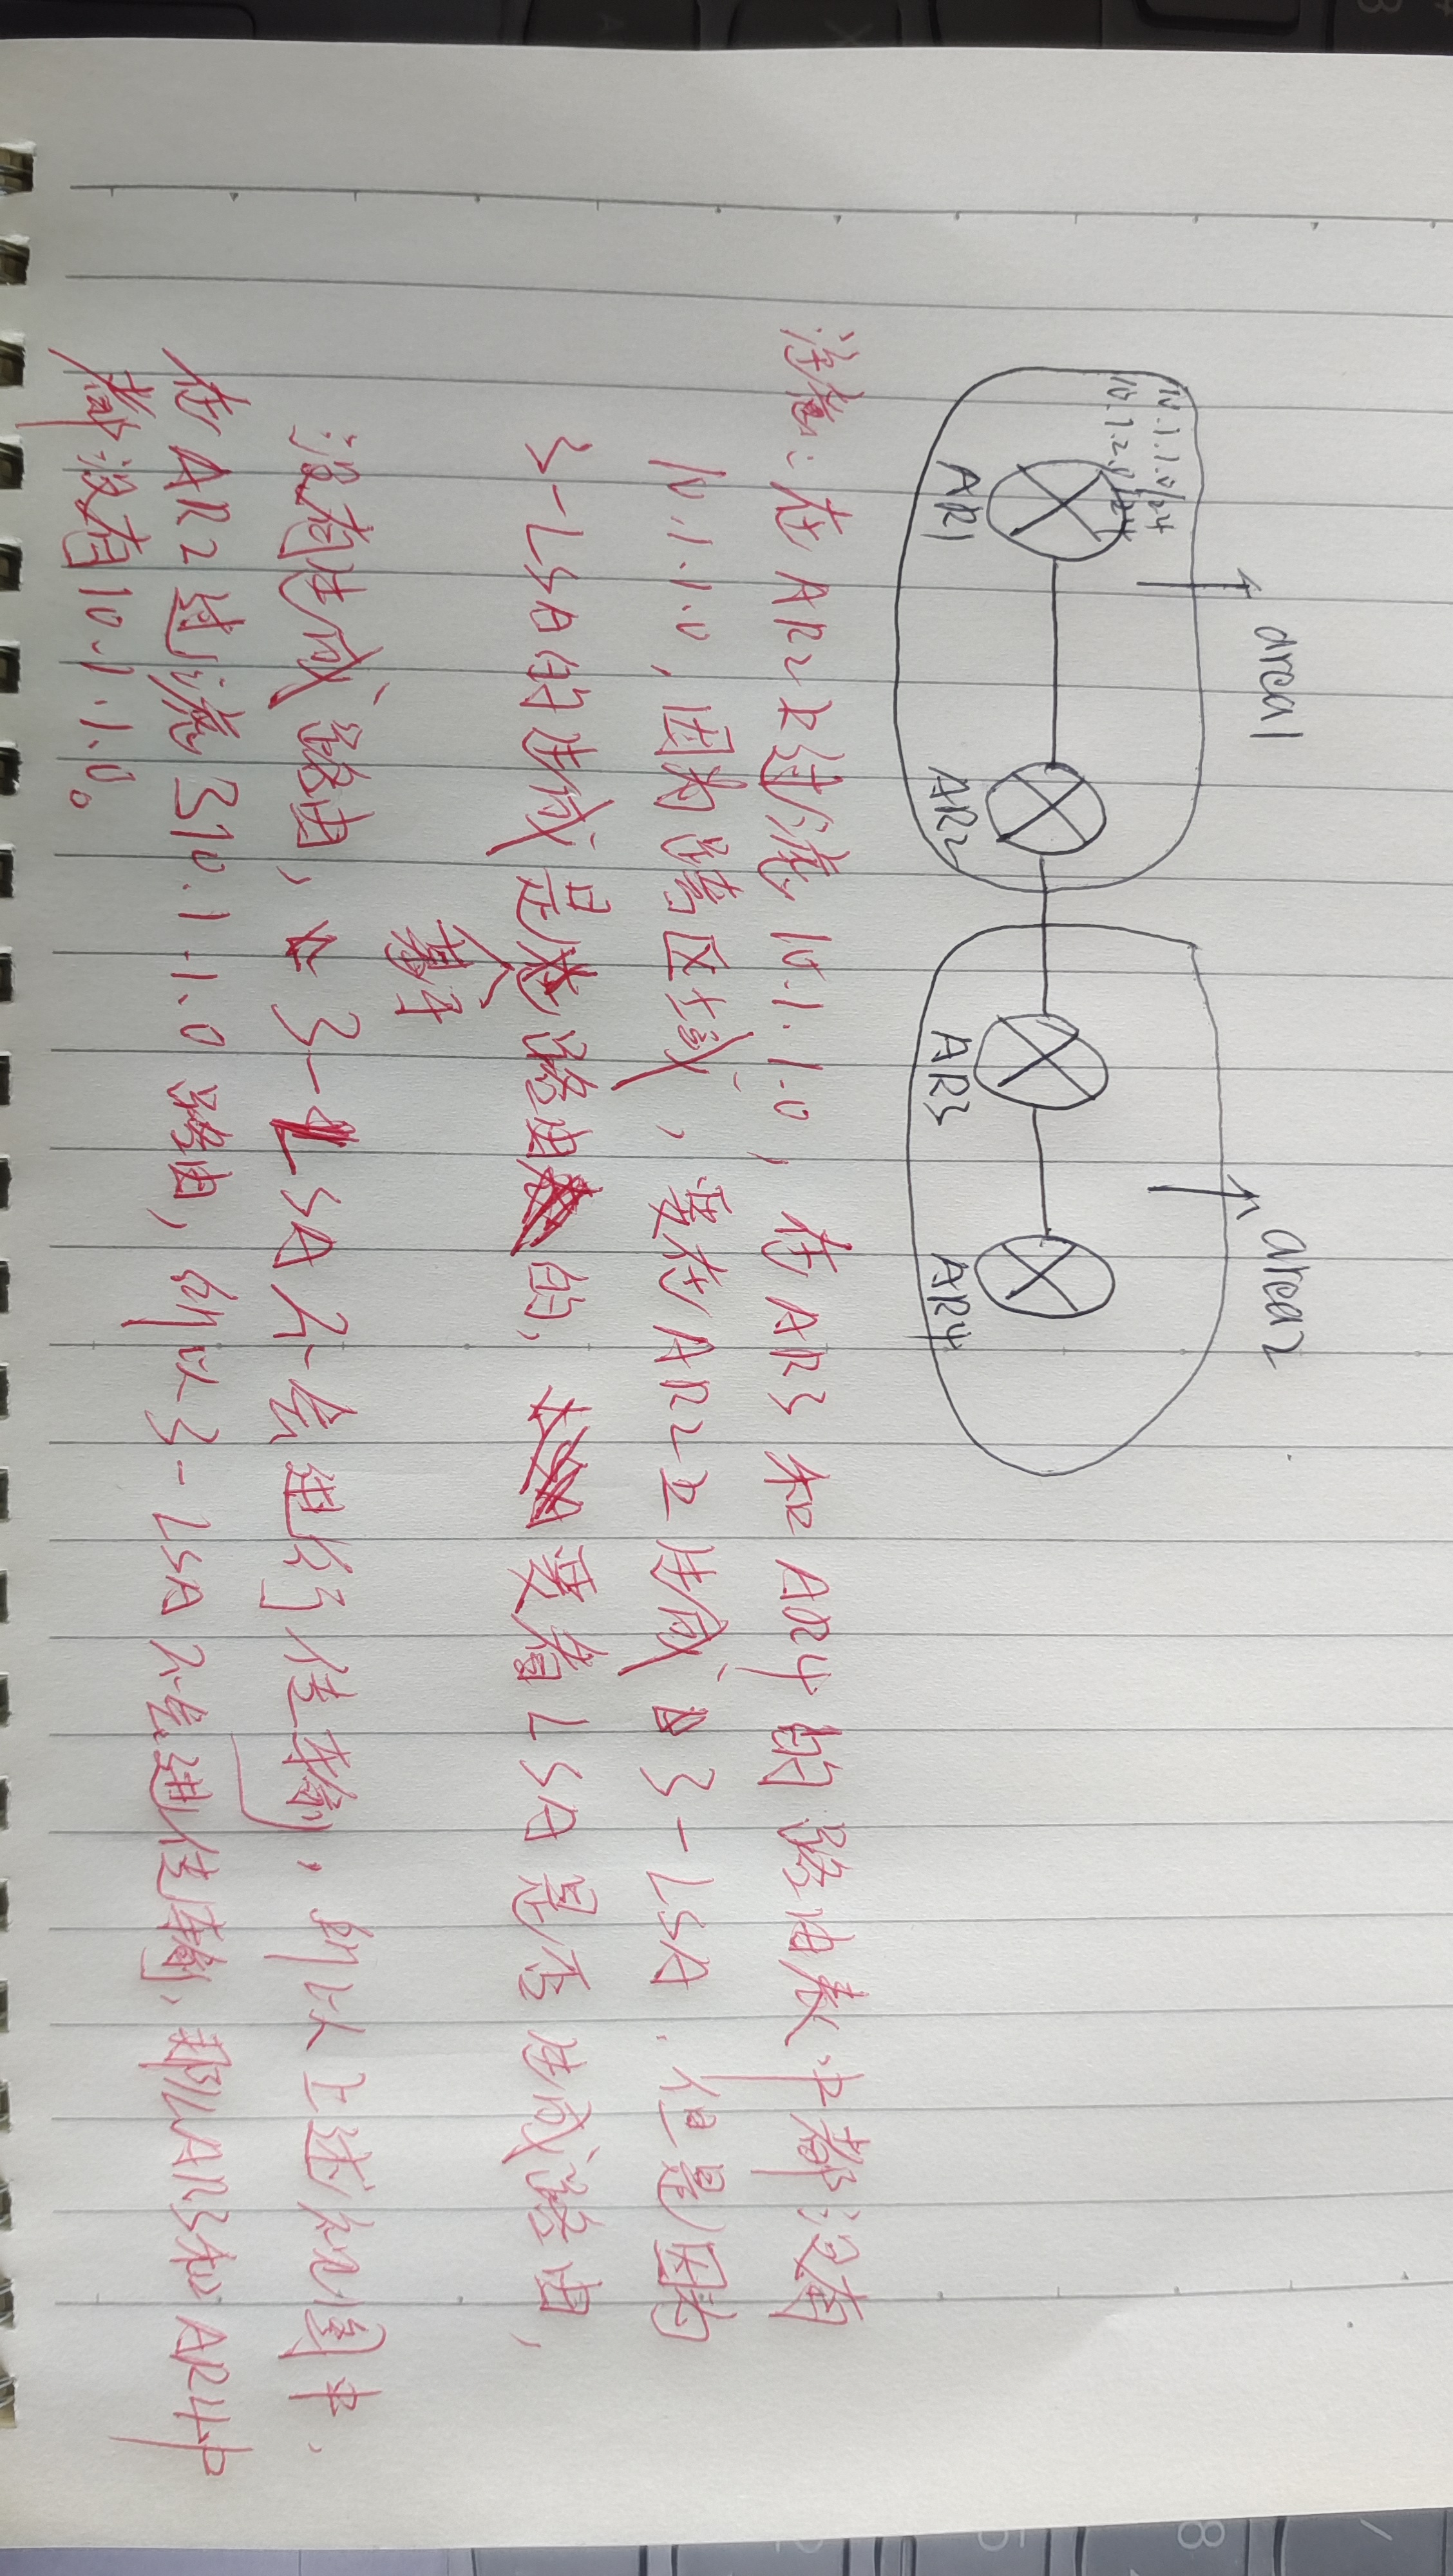 area1
area2
10.1.1.0/24
10.1.2.0/24
AR1
AR2
AR3
AR4
注意：在AR2上过滤10.1.1.0，在AR3和AR4的路由表中都没有
10.1.1.0，因为跨区域，要在AR2上生成3-LSA．但是因为
3-LSA的生成是基于路由的，要看LSA是否生成路由，
没有生成路由，3-LSA不会进行传输，所以上述例图中，
在AR2过滤了10.1.1.0路由，所以3-LSA不会进传输，那么AR3和AR4中
都没有10.1.1.0。